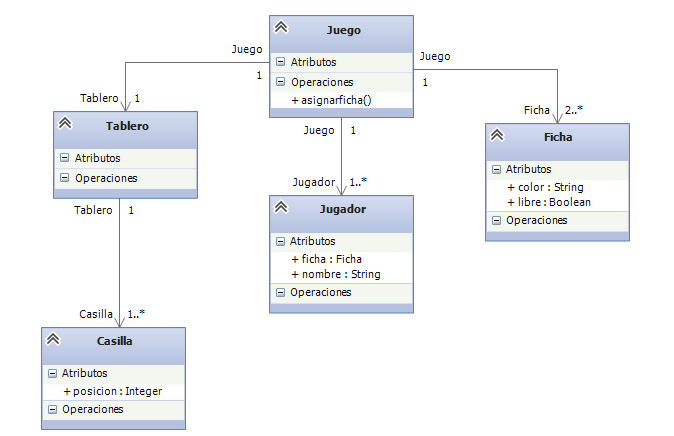 Juego
Atributos
Operaciones
+ asignarficha()
Juego
1
Juego
1
Tablero
1
Ficha
2..*
Tablero
Atributos
Operaciones
Juego
1
Ficha
Atributos
+ color : String
+ libre : Boolean
Operaciones
Jugador
1..*
Tablero
1
Jugador
Atributos
+ ficha : Ficha
+ nombre : String
Operaciones
Casilla
1..*
Casilla
Atributos
+ posicion : Integer
Operaciones